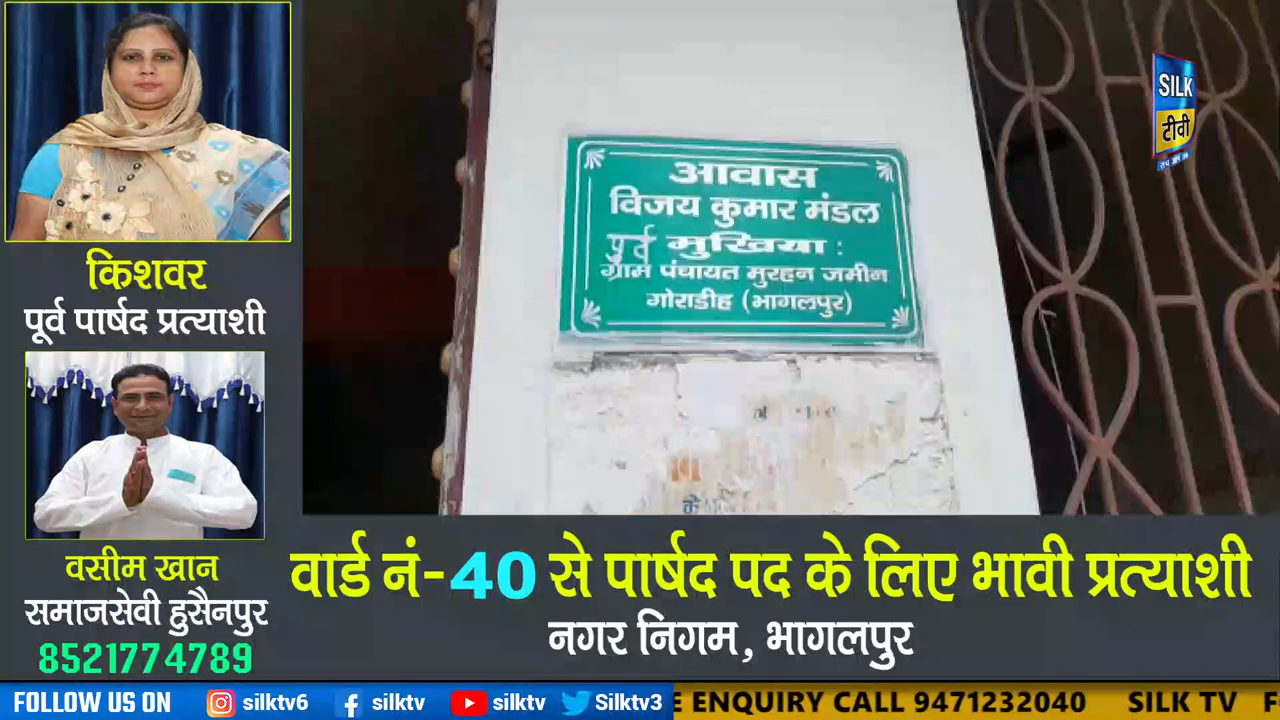 SILK
टीवी
आवास
विजय कुमार मंडल
पुर्व मुखिया :
ग्राम पंचायत मुरहन जमीन
गोराडीह (भागलपुर)
किशवर
पूर्व पार्षद प्रत्याशी
वसीम खान
समाजसेवी हुसैनपुर
8521774789
वार्ड नं-40 से पार्षद पद के लिए भावी प्रत्याशी
नगर निगम, भागलपुर
FOLLOW US ON silktv6 silktv silktv Silktv3 E ENQUIRY CALL 9471232040 SILK TV F